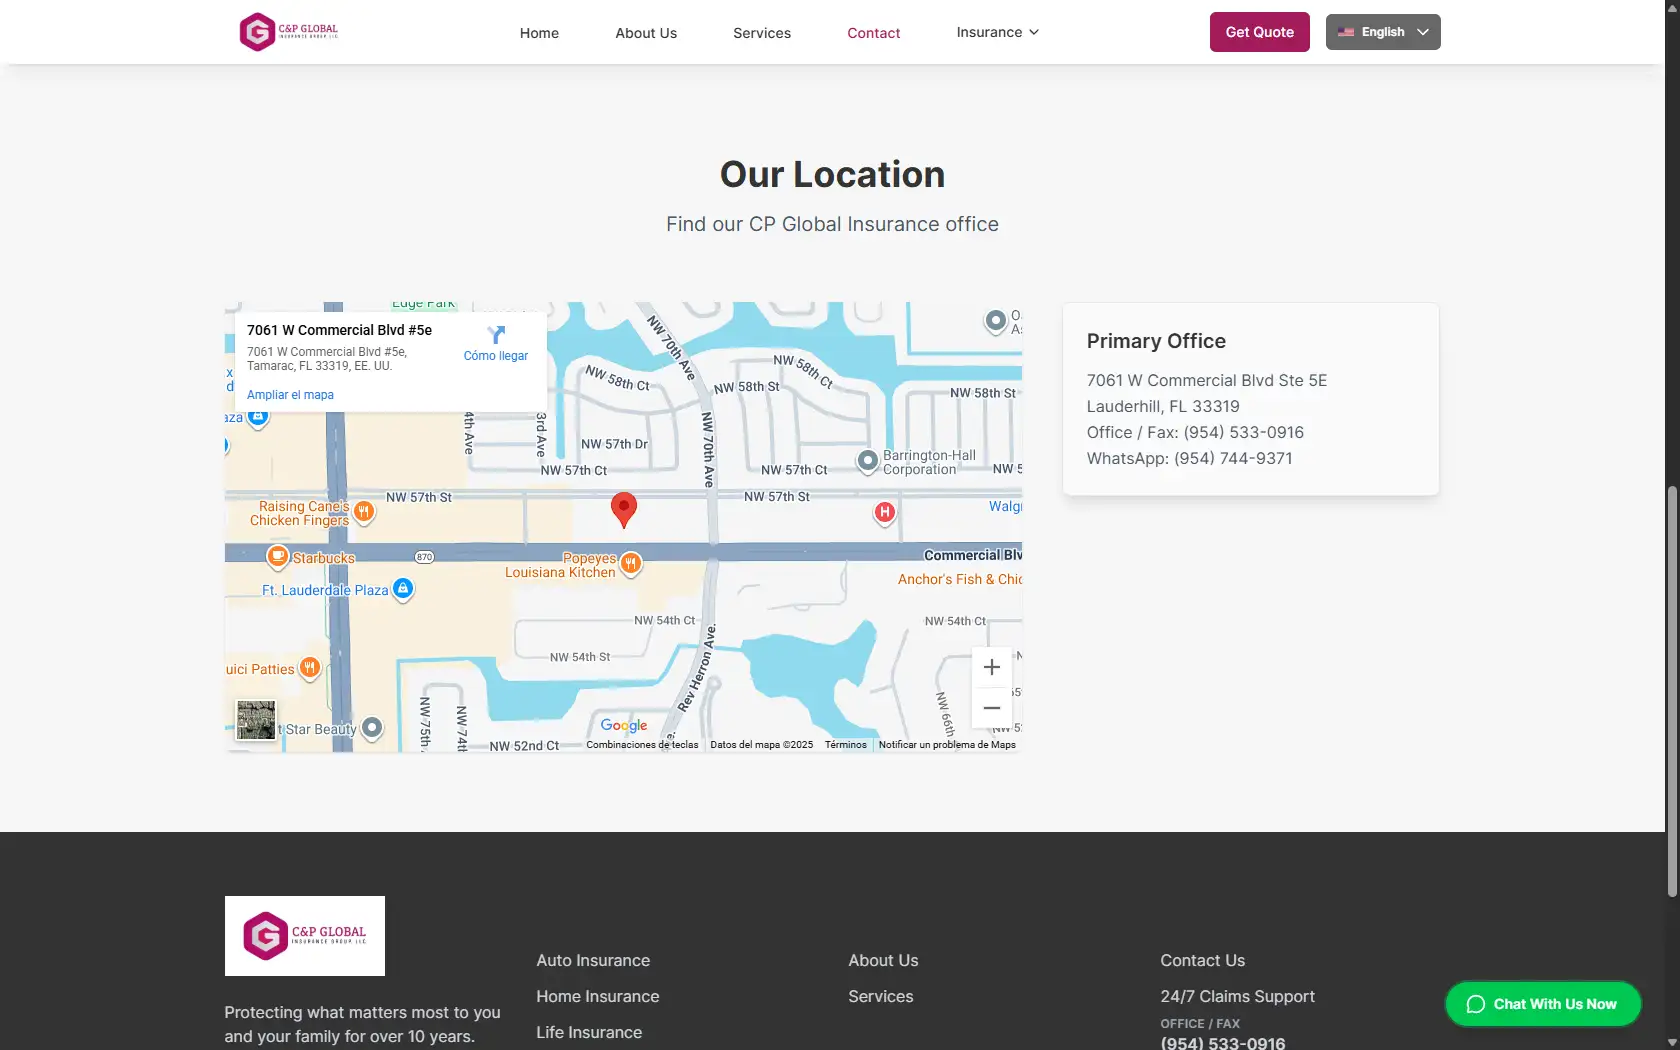 C&P GLOBAL
INSURANCE GROUP, LLC.
Home
About Us
Services
Contact
Insurance
Get Quote
English
Our Location
Find our CP Global Insurance office
7061 W Commercial Blvd #5e
7061 W Commercial Blvd #5e,
Tamarac, FL 33319, EE. UU.
Cómo llegar
Ampliar el mapa
NW 70th Ave
NW 58th Ct
NW 58th St
NW 58th Ct
NW 58th St
4th Ave
3rd Ave
NW 57th Dr
NW 70th Ave
NW 57th Ct
NW 57th Ct
Barrington-Hall
Corporation
NW 57th St
NW 57th St
Raising Cane's
Chicken Fingers
H
Starbucks
870
Popeyes
Louisiana Kitchen
Commercial Blv
Ft. Lauderdale Plaza
Anchor's Fish & Chic
NW 54th Ct
NW 54th Ct
NW 54th St
Rev Herron Ave.
uici Patties
NW 75th
NW 74th
NW 66th
t Star Beauty
NW 52nd Ct
Google
Combinaciones de teclas
Datos del mapa ©2025
Términos
Notificar un problema de Maps
Primary Office
7061 W Commercial Blvd Ste 5E
Lauderhill, FL 33319
Office / Fax: (954) 533-0916
WhatsApp: (954) 744-9371
C&P GLOBAL
INSURANCE GROUP, LLC.
Protecting what matters most to you
and your family for over 10 years.
Auto Insurance
Home Insurance
Life Insurance
About Us
Services
Contact Us
24/7 Claims Support
OFFICE / FAX
(954) 533-0916
Chat With Us Now